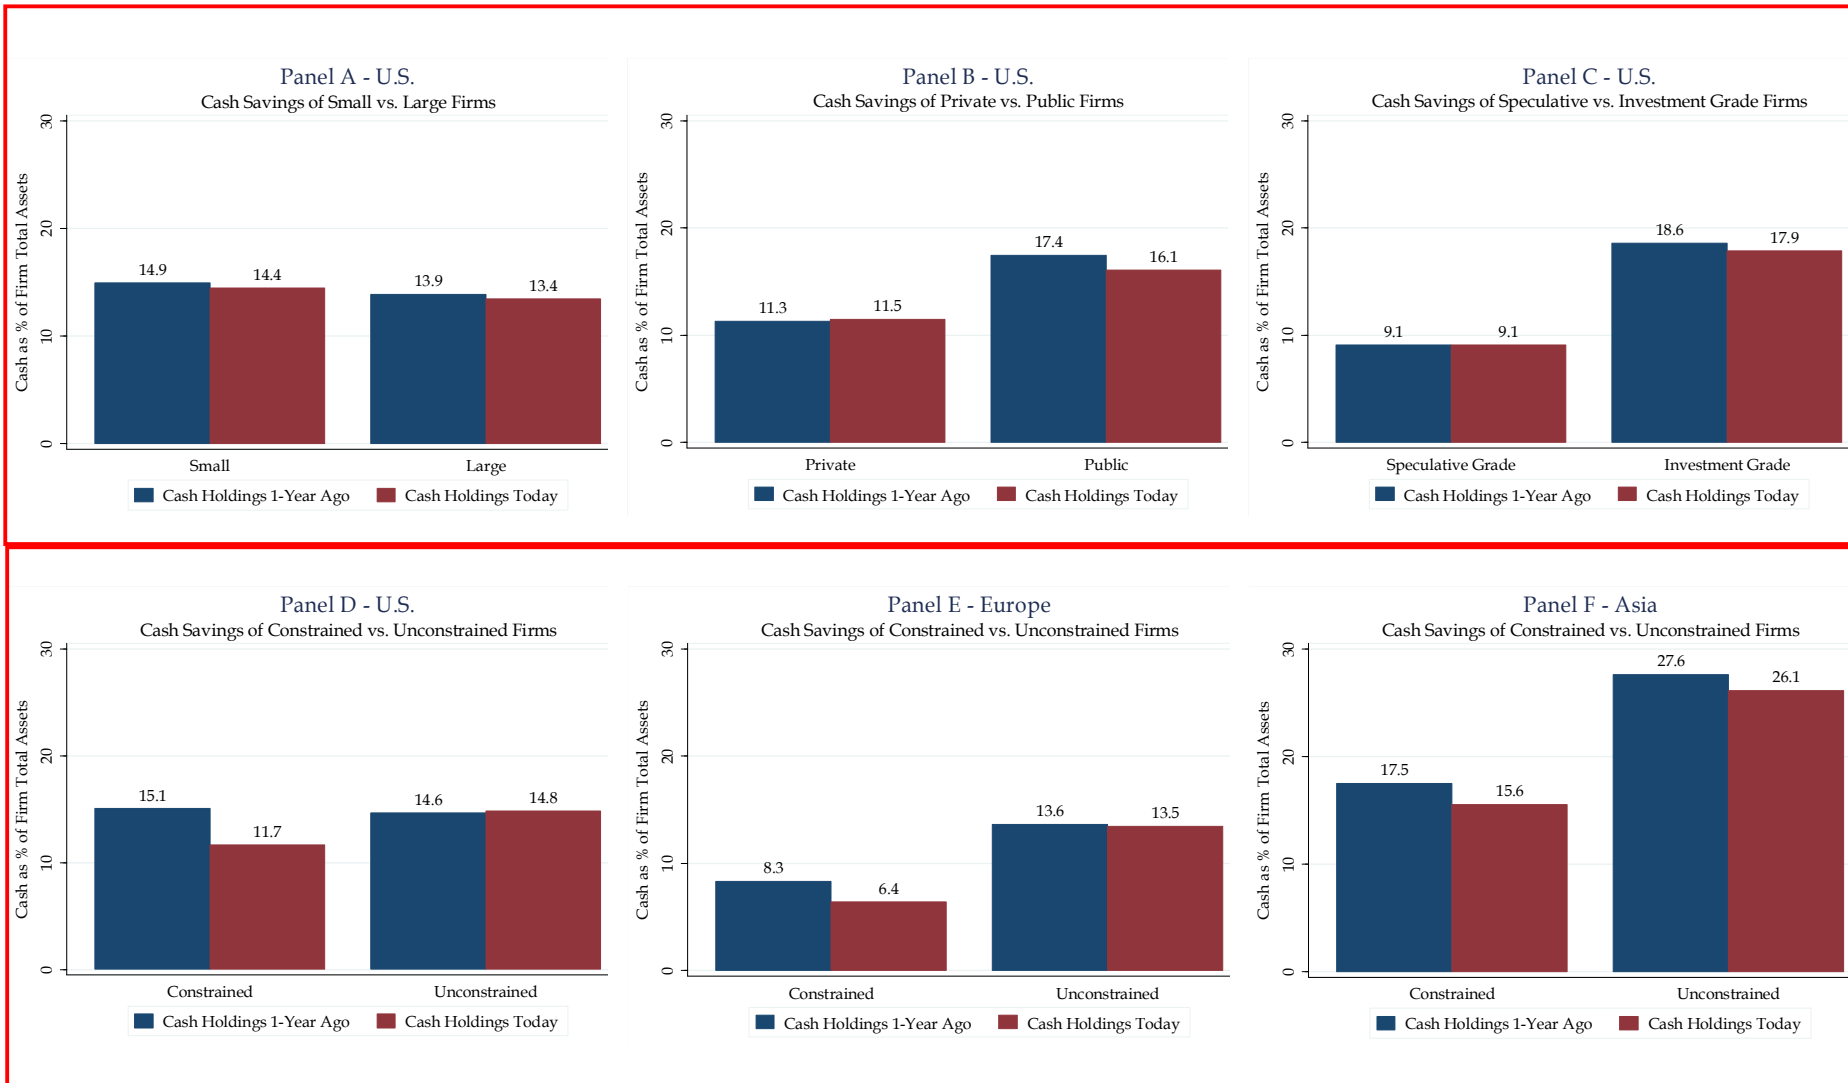 Panel A - U.S.
Cash Savings of Small vs. Large Firms
Cash as % of Firm Total Assets
30
20
10
0
14.9
14.4
13.9
13.4
Small
Large
Cash Holdings 1-Year Ago
Cash Holdings Today
Panel B - U.S.
Cash Savings of Private vs. Public Firms
Cash as % of Firm Total Assets
30
20
10
0
11.3
11.5
17.4
16.1
Private
Public
Cash Holdings 1-Year Ago
Cash Holdings Today
Panel C - U.S.
Cash Savings of Speculative vs. Investment Grade Firms
Cash as % of Firm Total Assets
30
20
10
0
9.1
9.1
18.6
17.9
Speculative Grade
Investment Grade
Cash Holdings 1-Year Ago
Cash Holdings Today
Panel D - U.S.
Cash Savings of Constrained vs. Unconstrained Firms
Cash as % of Firm Total Assets
30
20
10
0
15.1
11.7
14.6
14.8
Constrained
Unconstrained
Cash Holdings 1-Year Ago
Cash Holdings Today
Panel E - Europe
Cash Savings of Constrained vs. Unconstrained Firms
Cash as % of Firm Total Assets
30
20
10
0
8.3
6.4
13.6
13.5
Constrained
Unconstrained
Cash Holdings 1-Year Ago
Cash Holdings Today
Panel F - Asia
Cash Savings of Constrained vs. Unconstrained Firms
Cash as % of Firm Total Assets
30
20
10
0
17.5
15.6
27.6
26.1
Constrained
Unconstrained
Cash Holdings 1-Year Ago
Cash Holdings Today